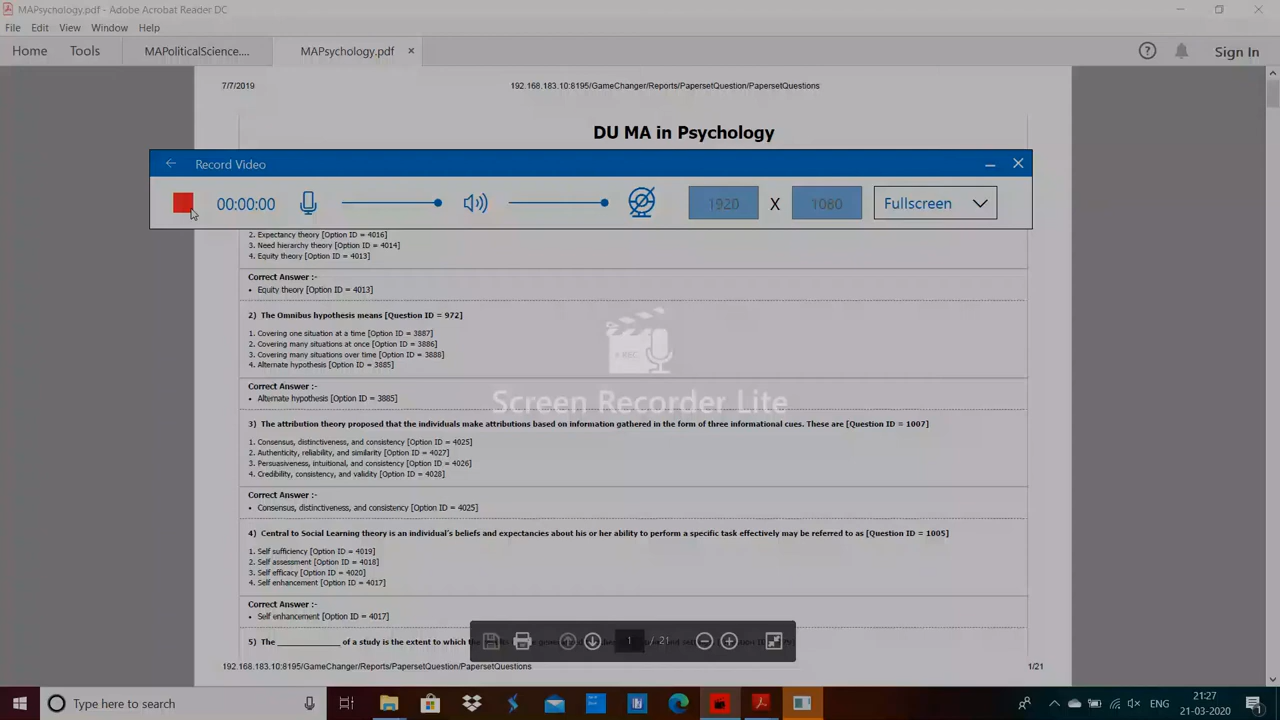 MAPsychology.pdf - Adobe Acrobat Reader DC
File Edit View Window Help
Home Tools MAPoliticalScience.... MAPsychology.pdf × Sign In
7/7/2019 192.168.183.10:8195/GameChanger/Reports/PapersetQuestion/PapersetQuestions
DU MA in Psychology
Record Video
00:00:00 1920 X 1080 Fullscreen
2. Expectancy theory [Option ID = 4016]
3. Need hierarchy theory [Option ID = 4014]
4. Equity theory [Option ID = 4013]
Correct Answer :-
• Equity theory [Option ID = 4013]
2) The Omnibus hypothesis means [Question ID = 972]
1. Covering one situation at a time [Option ID = 3887]
2. Covering many situations at once [Option ID = 3886]
3. Covering many situations over time [Option ID = 3888]
4. Alternate hypothesis [Option ID = 3885]
Correct Answer :-
• Alternate hypothesis [Option ID = 3885]
REC
Screen Recorder Lite
3) The attribution theory proposed that the individuals make attributions based on information gathered in the form of three informational cues. These are [Question ID = 1007]
1. Consensus, distinctiveness, and consistency [Option ID = 4025]
2. Authenticity, reliability, and similarity [Option ID = 4027]
3. Persuasiveness, intuitional, and consistency [Option ID = 4026]
4. Credibility, consistency, and validity [Option ID = 4028]
Correct Answer :-
• Consensus, distinctiveness, and consistency [Option ID = 4025]
4) Central to Social Learning theory is an individual's beliefs and expectancies about his or her ability to perform a specific task effectively may be referred to as [Question ID = 1005]
1. Self sufficiency [Option ID = 4019]
2. Self assessment [Option ID = 4018]
3. Self efficacy [Option ID = 4020]
4. Self enhancement [Option ID = 4017]
Correct Answer :-
• Self enhancement [Option ID = 4017]
5) The _____________ of a study is the extent to which the
1 / 21
192.168.183.10:8195/GameChanger/Reports/PapersetQuestion/PapersetQuestions 1/21
Type here to search ENG 21:27
21-03-2020